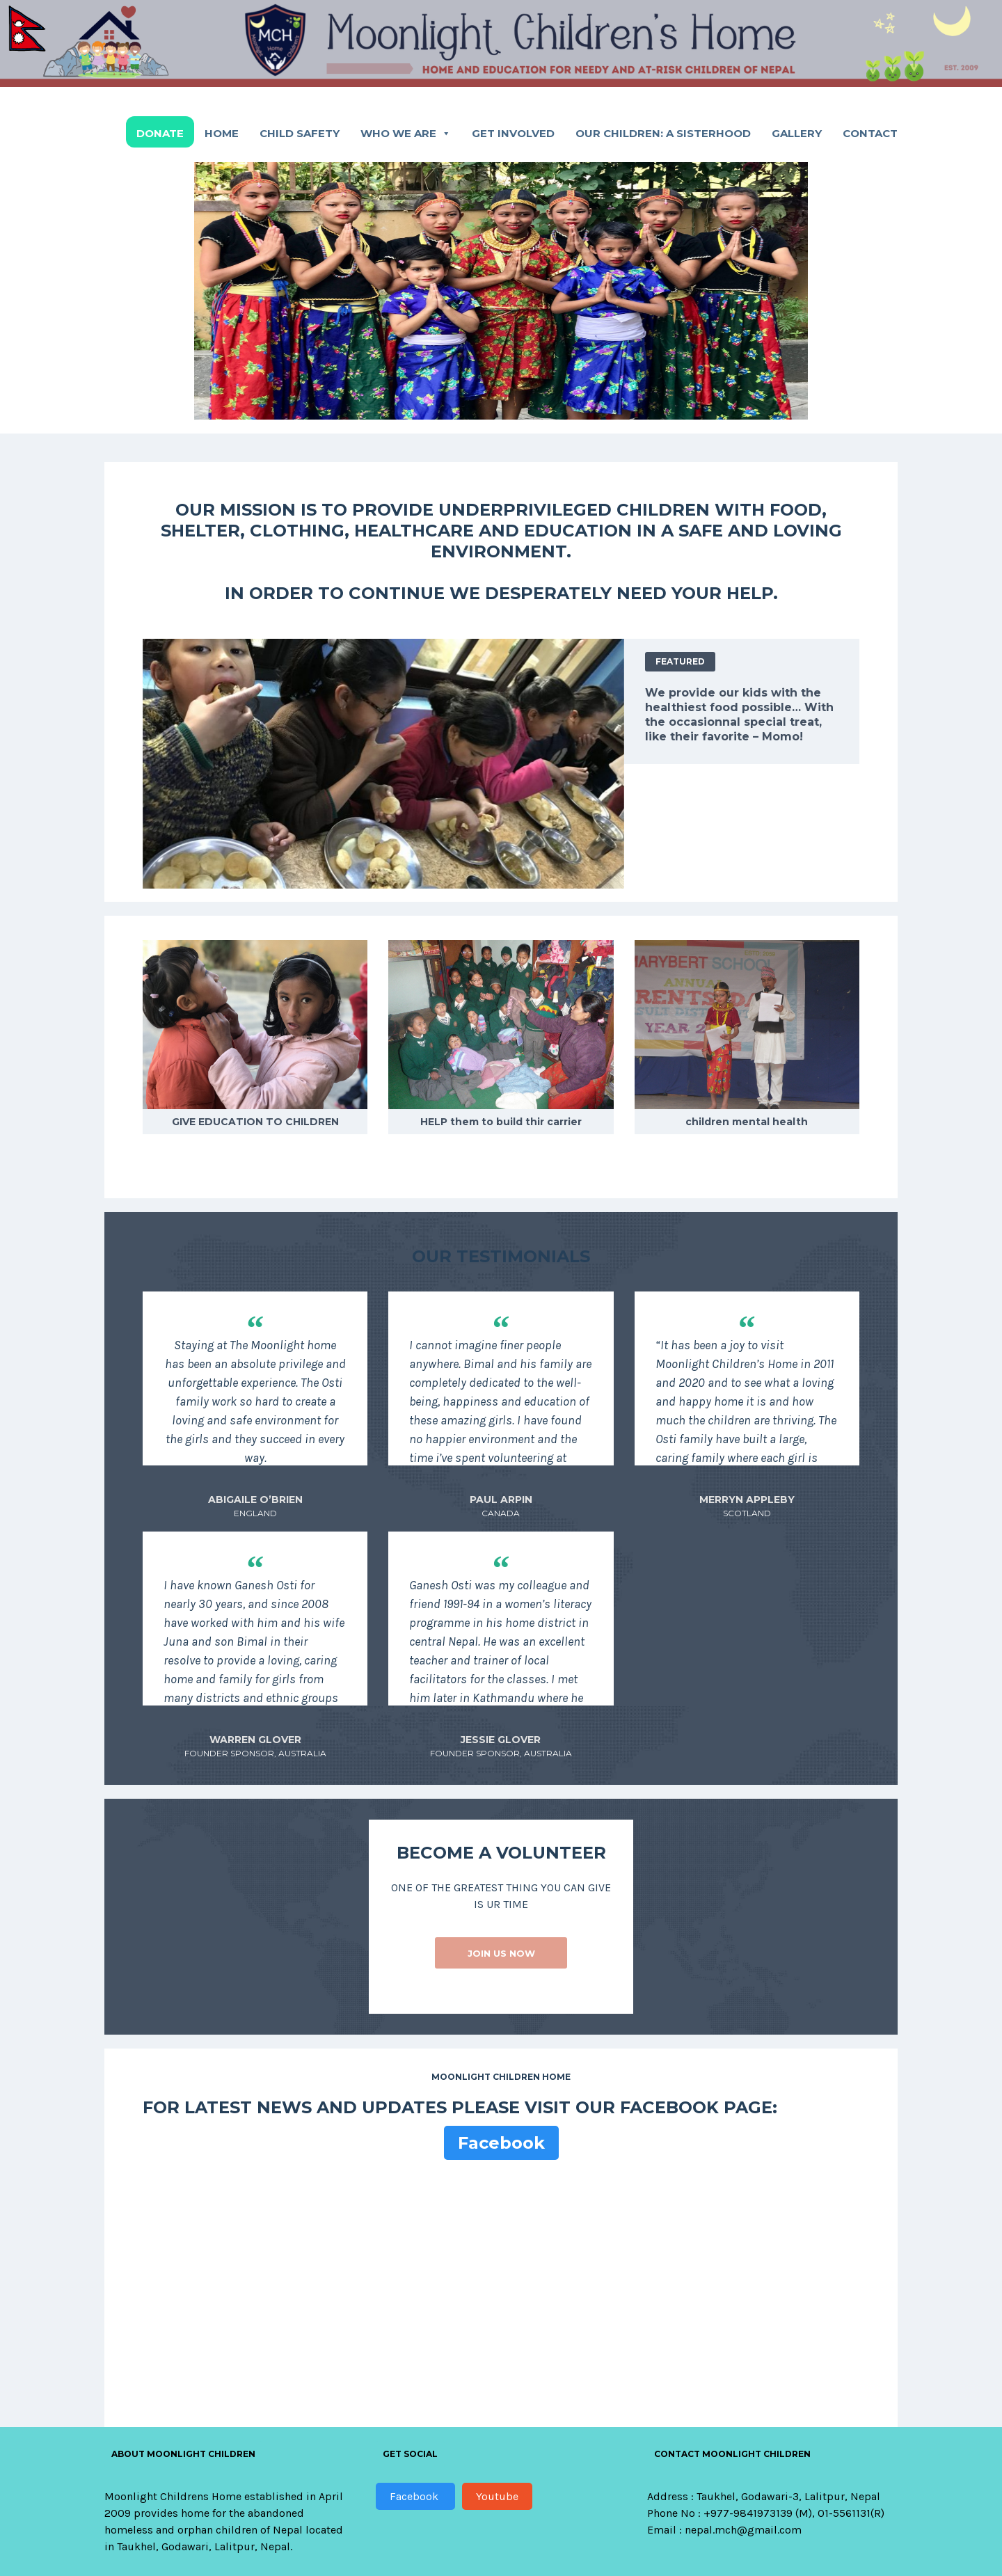 MCH
Home
Moonlight Children's Home
HOME AND EDUCATION FOR NEEDY AND AT-RISK CHILDREN OF NEPAL
EST. 2009
DONATE
HOME
CHILD SAFETY
WHO WE ARE
GET INVOLVED
OUR CHILDREN: A SISTERHOOD
GALLERY
CONTACT
OUR MISSION IS TO PROVIDE UNDERPRIVILEGED CHILDREN WITH FOOD,
SHELTER, CLOTHING, HEALTHCARE AND EDUCATION IN A SAFE AND LOVING
ENVIRONMENT.
IN ORDER TO CONTINUE WE DESPERATELY NEED YOUR HELP.
FEATURED
We provide our kids with the
healthiest food possible... With
the occasionnal special treat,
like their favorite – Momo!
MARYBERT SCHOOL
ANNUAL
RENTS DA
SULT DISTR
YEAR 2
GIVE EDUCATION TO CHILDREN
HELP them to build thir carrier
children mental health
OUR TESTIMONIALS
“
Staying at The Moonlight home
has been an absolute privilege and
unforgettable experience. The Osti
family work so hard to create a
loving and safe environment for
the girls and they succeed in every
way.
ABIGAILE O’BRIEN
ENGLAND
“
I cannot imagine finer people
anywhere. Bimal and his family are
completely dedicated to the well-
being, happiness and education of
these amazing girls. I have found
no happier environment and the
time i’ve spent volunteering at
PAUL ARPIN
CANADA
“
“It has been a joy to visit
Moonlight Children’s Home in 2011
and 2020 and to see what a loving
and happy home it is and how
much the children are thriving. The
Osti family have built a large,
caring family where each girl is
MERRYN APPLEBY
SCOTLAND
“
I have known Ganesh Osti for
nearly 30 years, and since 2008
have worked with him and his wife
Juna and son Bimal in their
resolve to provide a loving, caring
home and family for girls from
many districts and ethnic groups
WARREN GLOVER
FOUNDER SPONSOR, AUSTRALIA
“
Ganesh Osti was my colleague and
friend 1991-94 in a women’s literacy
programme in his home district in
central Nepal. He was an excellent
teacher and trainer of local
facilitators for the classes. I met
him later in Kathmandu where he
JESSIE GLOVER
FOUNDER SPONSOR, AUSTRALIA
BECOME A VOLUNTEER
ONE OF THE GREATEST THING YOU CAN GIVE
IS UR TIME
JOIN US NOW
MOONLIGHT CHILDREN HOME
FOR LATEST NEWS AND UPDATES PLEASE VISIT OUR FACEBOOK PAGE:
Facebook
ABOUT MOONLIGHT CHILDREN
Moonlight Childrens Home established in April
2009 provides home for the abandoned
homeless and orphan children of Nepal located
in Taukhel, Godawari, Lalitpur, Nepal.
GET SOCIAL
Facebook
Youtube
CONTACT MOONLIGHT CHILDREN
Address : Taukhel, Godawari-3, Lalitpur, Nepal
Phone No : +977-9841973139 (M), 01-5561131(R)
Email : nepal.mch@gmail.com